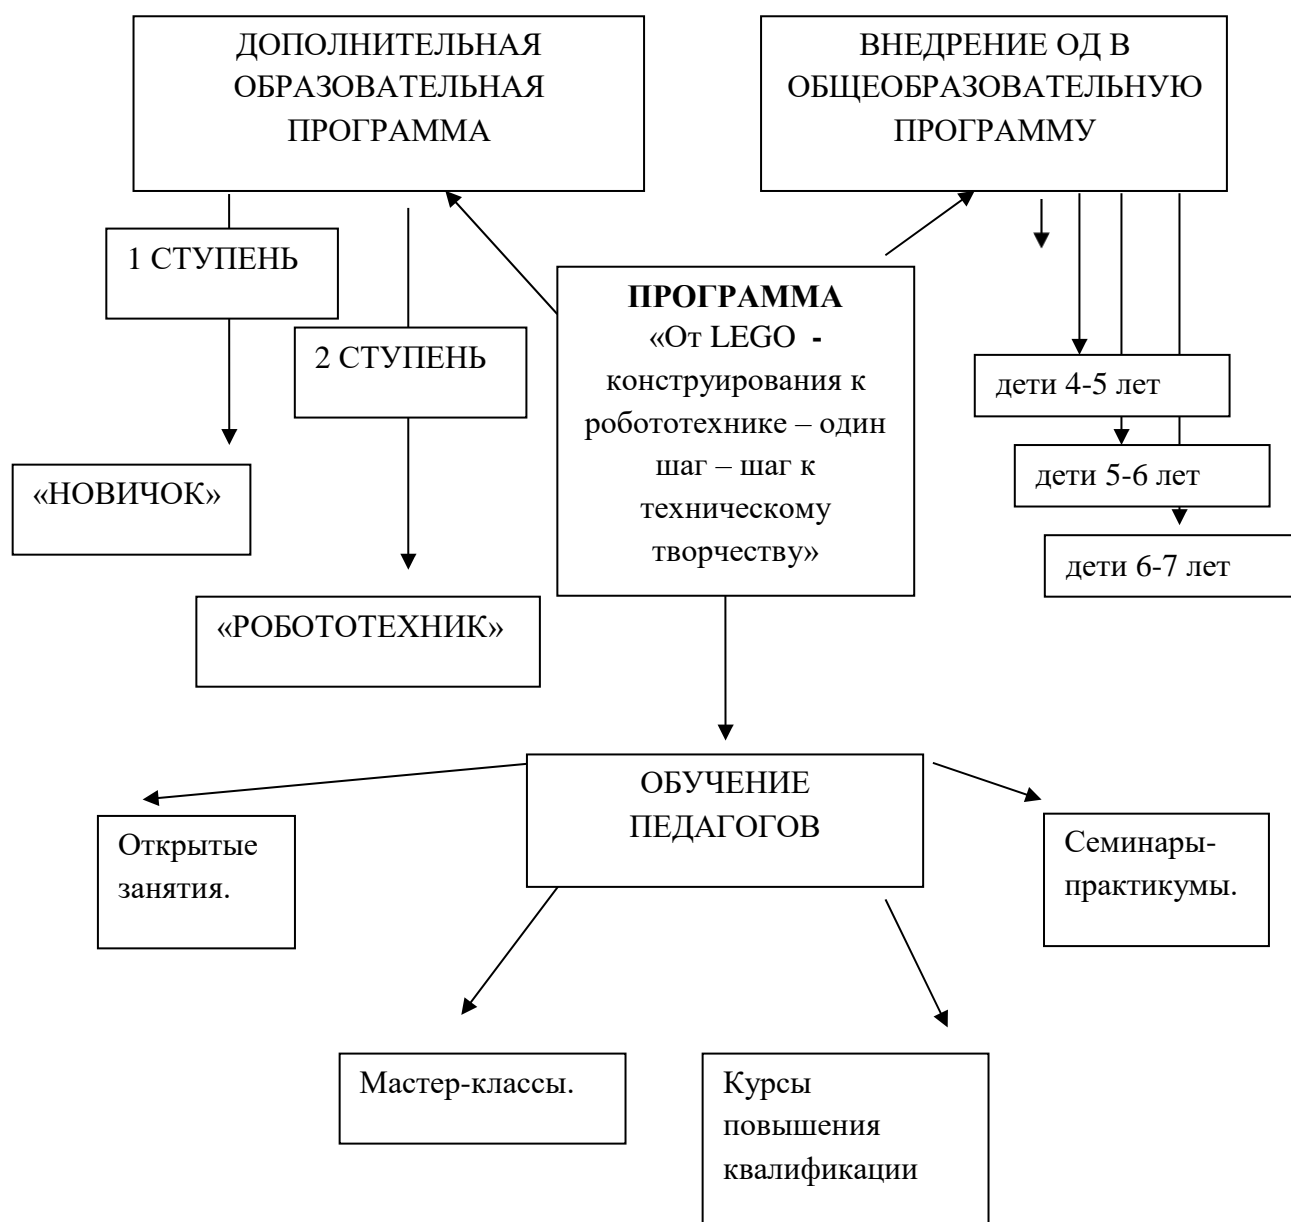 ДОПОЛНИТЕЛЬНАЯ
ОБРАЗОВАТЕЛЬНАЯ
ПРОГРАММА
ВНЕДРЕНИЕ ОД В
ОБЩЕОБРАЗОВАТЕЛЬНУЮ
ПРОГРАММУ
1 СТУПЕНЬ
2 СТУПЕНЬ
«НОВИЧОК»
«РОБОТОТЕХНИК»
ПРОГРАММА
«От LEGO -
конструирования к
робототехнике – один
шаг – шаг к
техническому
творчеству»
дети 4-5 лет
дети 5-6 лет
дети 6-7 лет
ОБУЧЕНИЕ
ПЕДАГОГОВ
Открытые
занятия.
Семинары-
практикумы.
Мастер-классы.
Курсы
повышения
квалификации